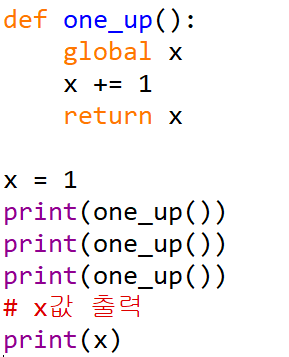 def one_up():
    global x
    x += 1
    return x

x = 1
print(one_up())
print(one_up())
print(one_up())
# x값 출력
print(x)